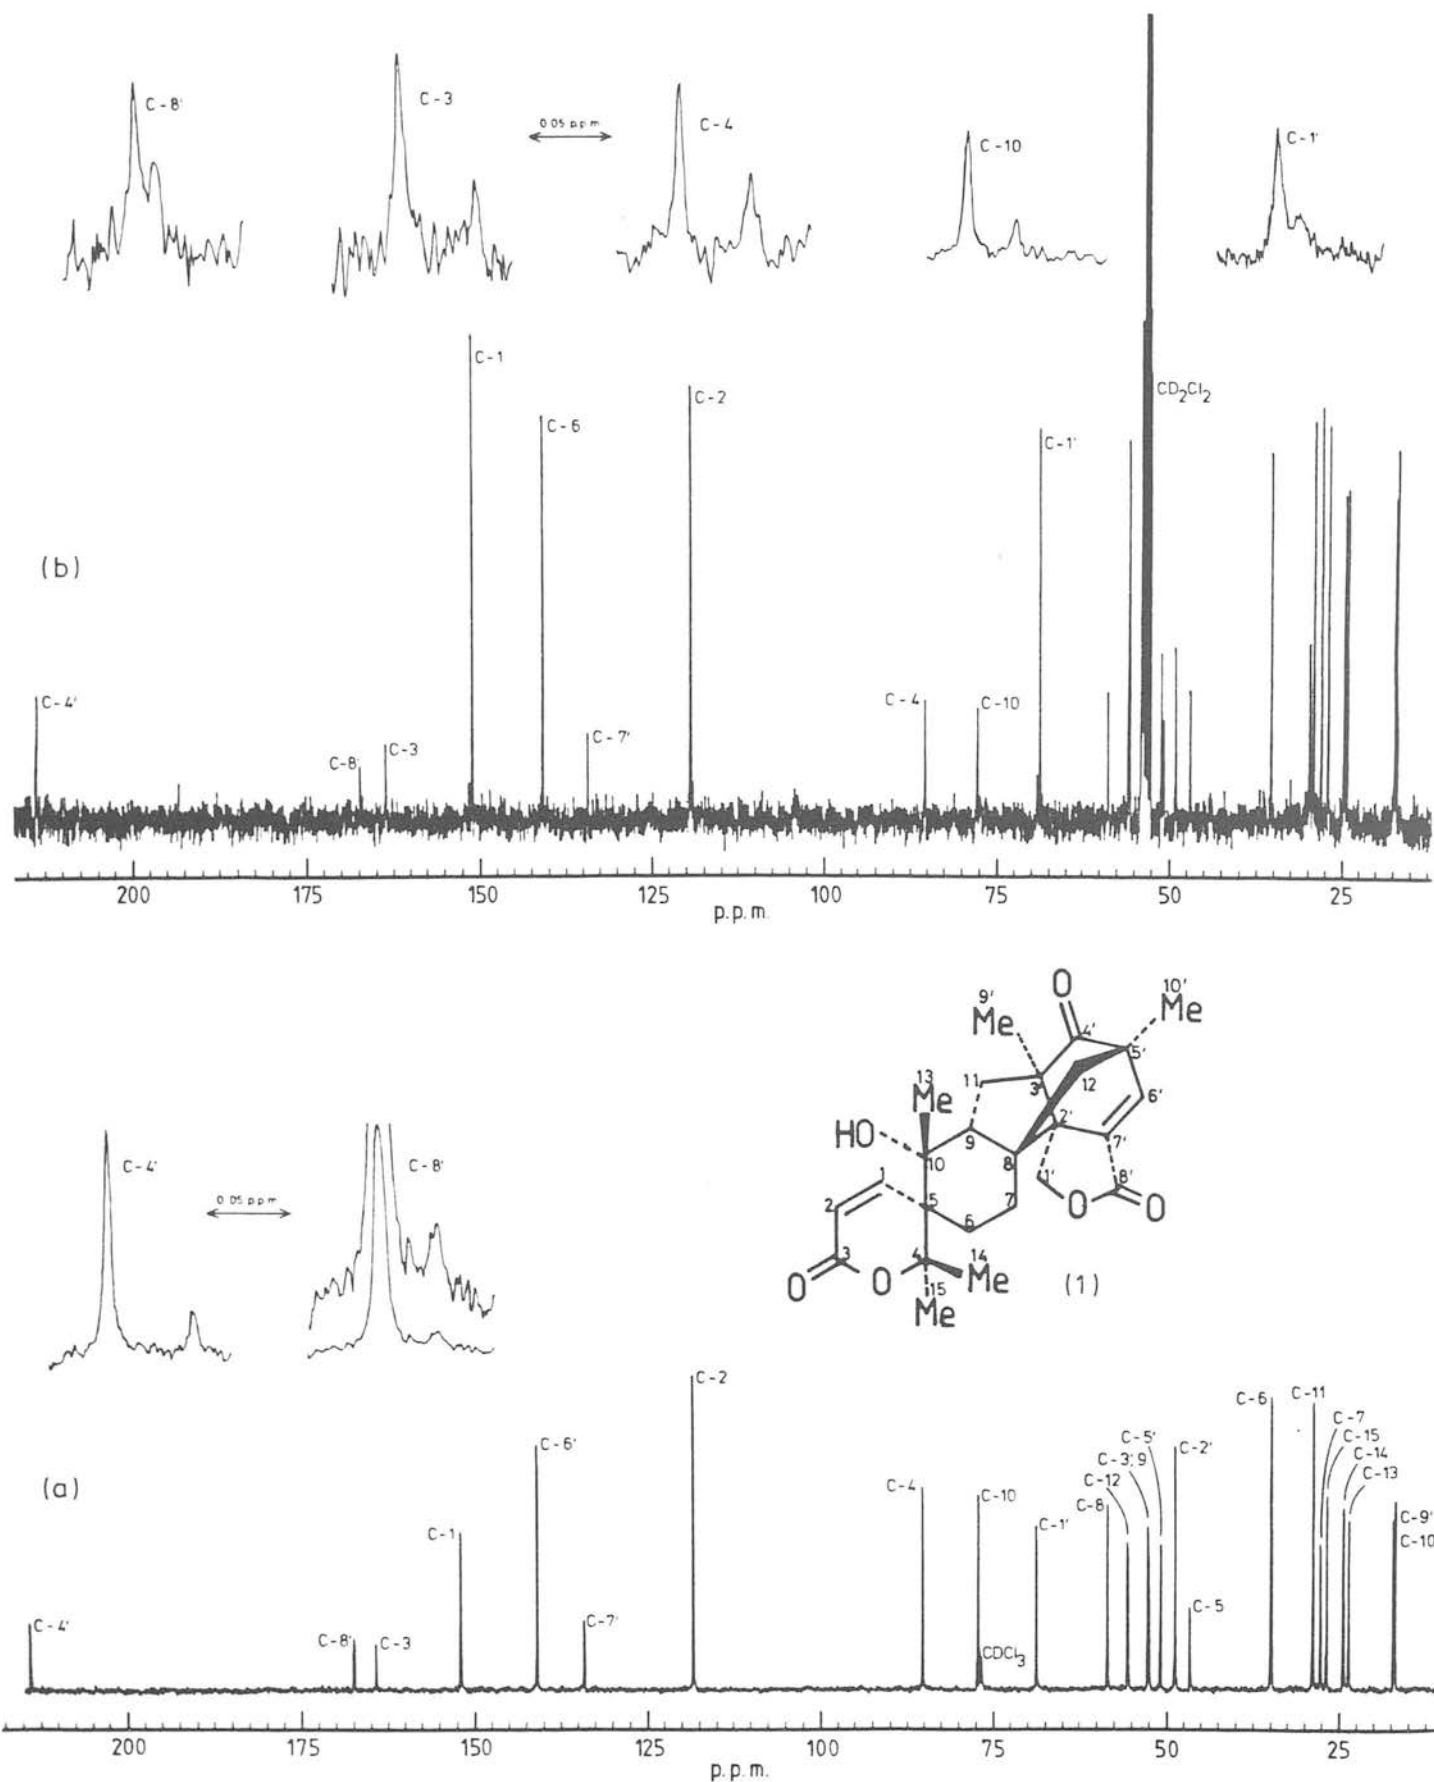 C-8'
C-3
0.05 p.p.m
C-4
C-10
C-1'
C-1
C-6
C-2
CD2Cl2
C-1'
(b)
C-4'
C-8'
C-3
C-7'
C-4
C-10
200 175 150 125 100 75 50 25
p.p.m.
O 10'
9' Me
Me 4' 5'
13 11 3' 12 6'
Me 2' 7'
HO 9 8 1' 8'
10 O O
1 7
2 5 6
3 4 14
O O Me (1)
15
Me
C-4'
0.05 p.p.m
C-8'
C-2
C-6 C-11
C-7
C-6' C-5' C-2' C-15
C-3', 9 C-14
(a) C-4 C-10 C-12 C-13
C-8
C-1 C-1' C-9'
C-10
C-4' C-7' C-5
C-8' C-3 CDCl3
200 175 150 125 100 75 50 25
p.p.m.